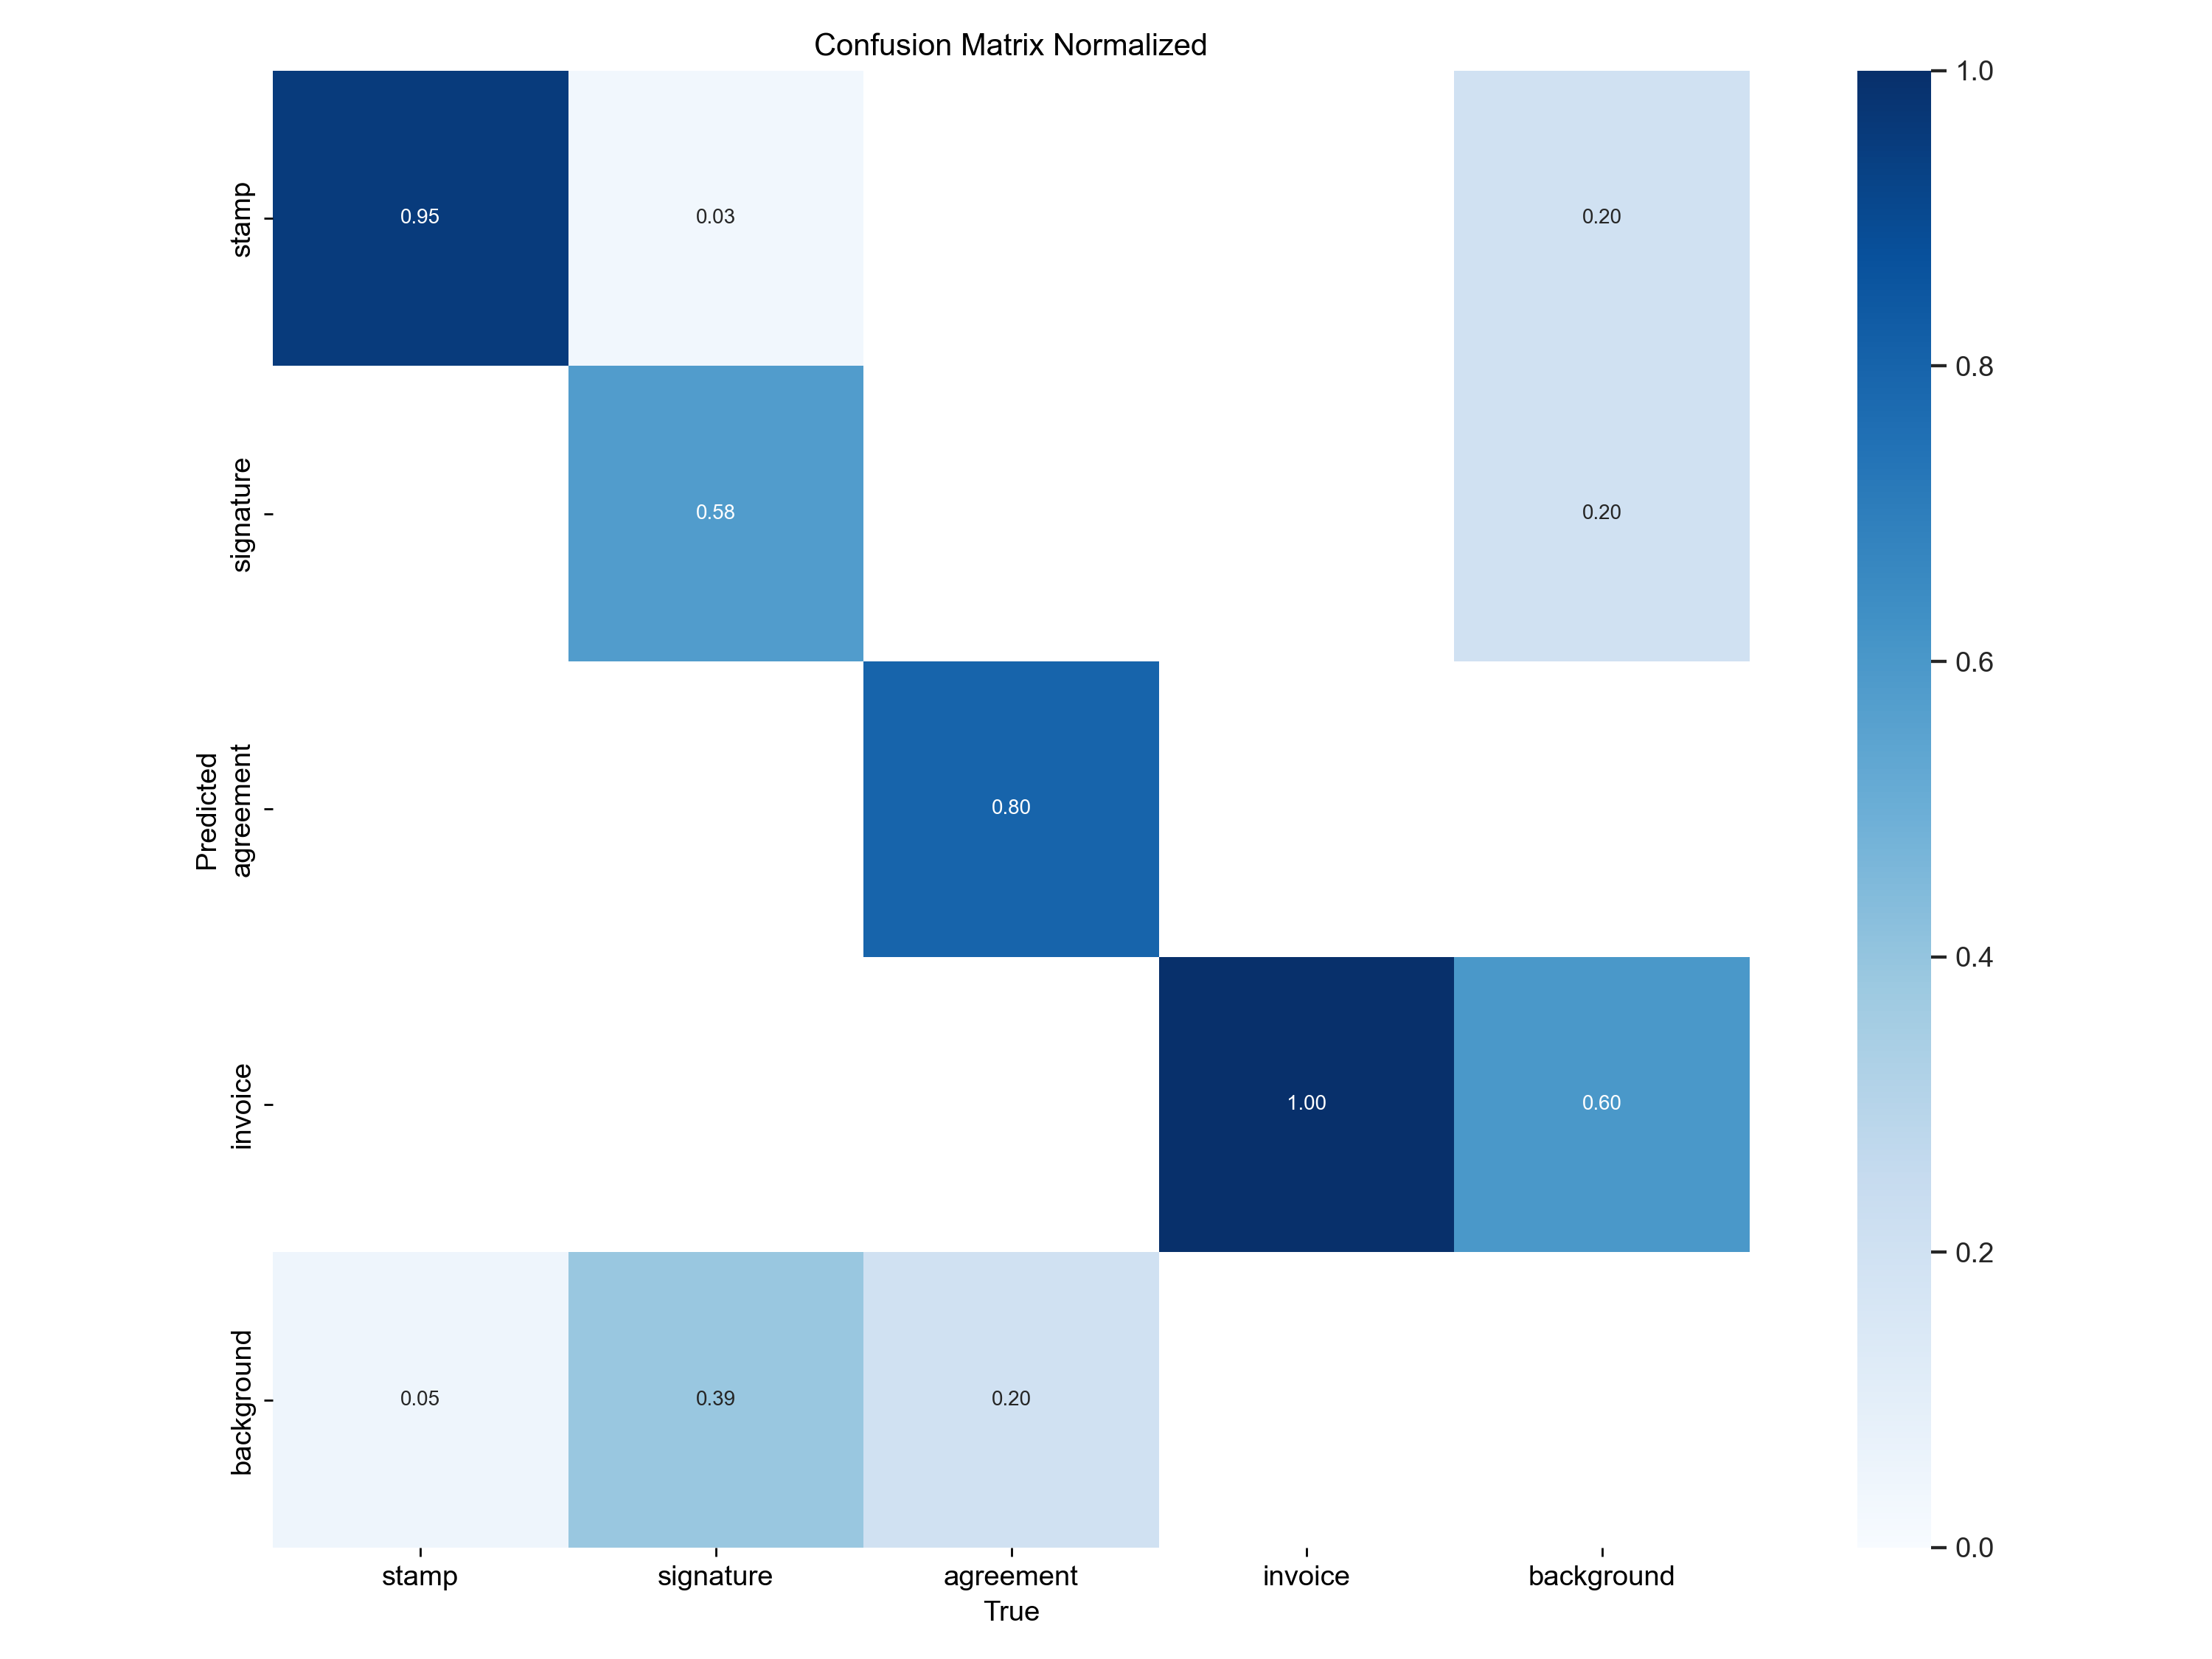 Confusion Matrix Normalized
stamp
signature
agreement
invoice
background
Predicted
0.95
0.03
0.20
0.58
0.20
0.80
1.00
0.60
0.05
0.39
0.20
stamp
signature
agreement
invoice
background
True
1.0
0.8
0.6
0.4
0.2
0.0